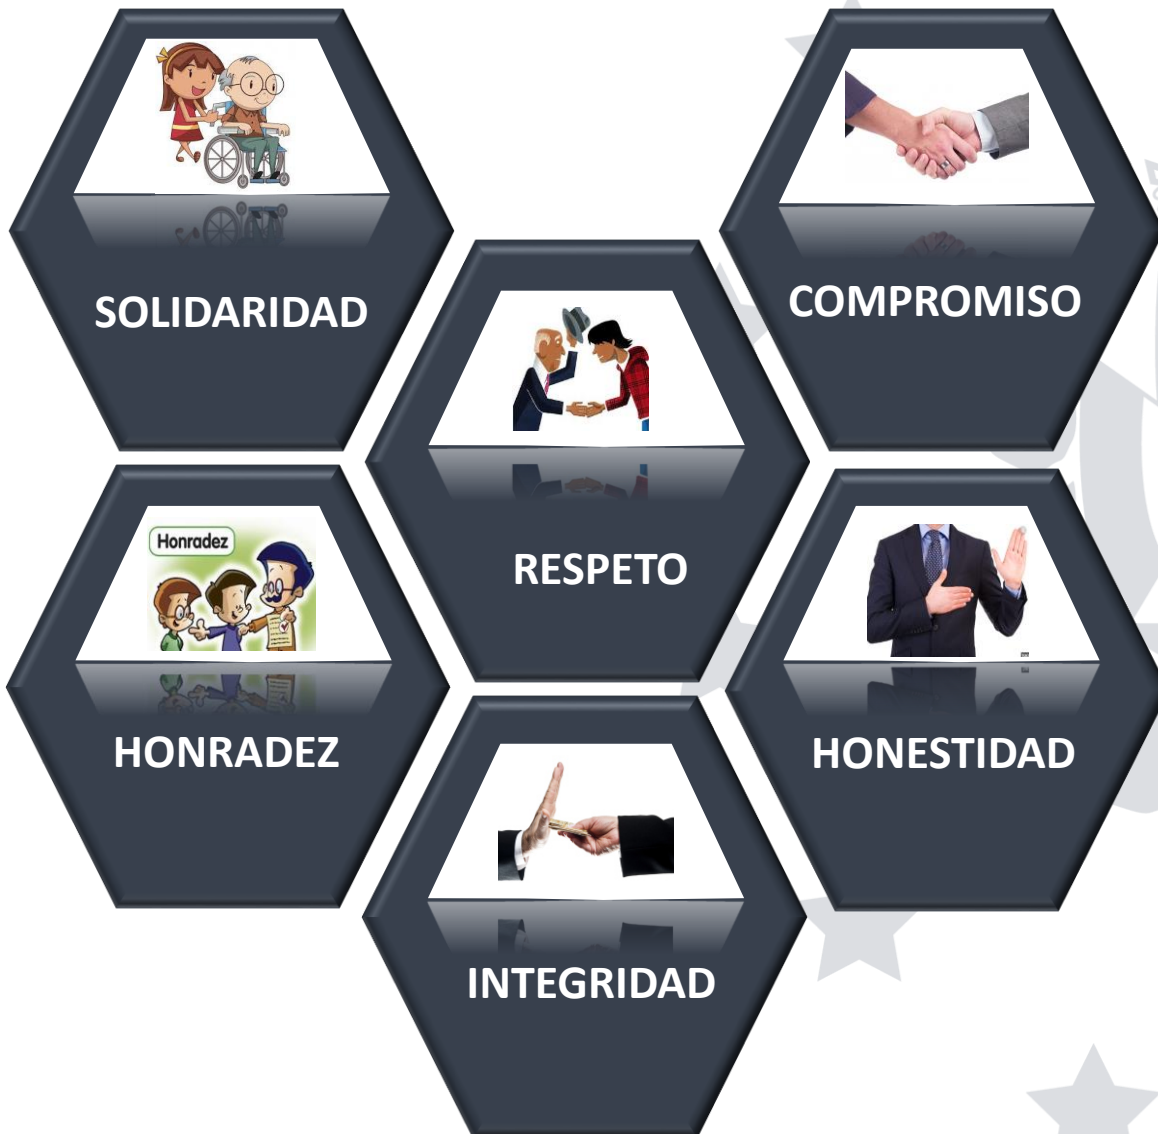 SOLIDARIDAD
COMPROMISO
RESPETO
Honradez
HONRADEZ
HONESTIDAD
INTEGRIDAD